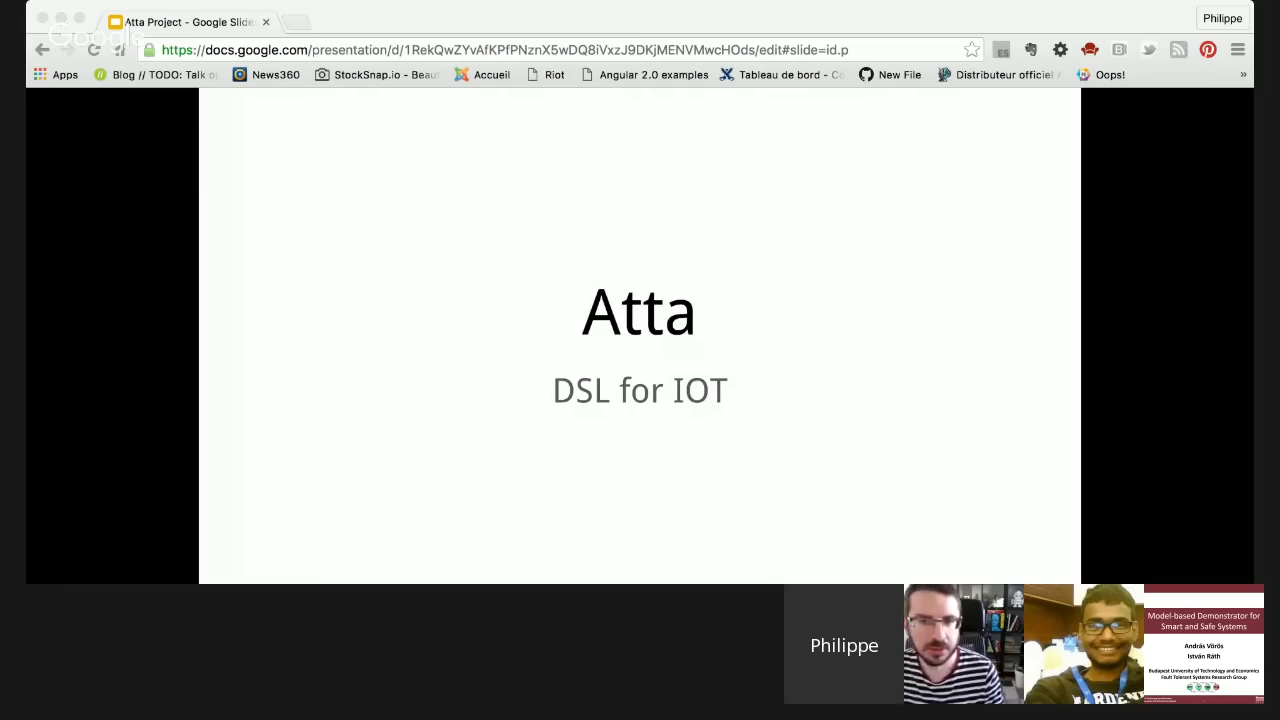 Atta Project - Google Slide
Philippe
Google
https://docs.google.com/presentation/d/1RekQwZYvAfKPfPNznX5wDQ8iVxzJ9DKjMENVMwcHOds/edit#slide=id.p
Apps
Blog // TODO: Talk o
News360
StockSnap.io - Beau
Accueil
Riot
Angular 2.0 examples
Tableau de bord - Co
New File
Distributeur officiel
Oops!
»
Atta
DSL for IOT
Philippe
Model-based Demonstrator for
Smart and Safe Systems
András Vörös
István Ráth
Budapest University of Technology and Economics
Fault Tolerant Systems Research Group